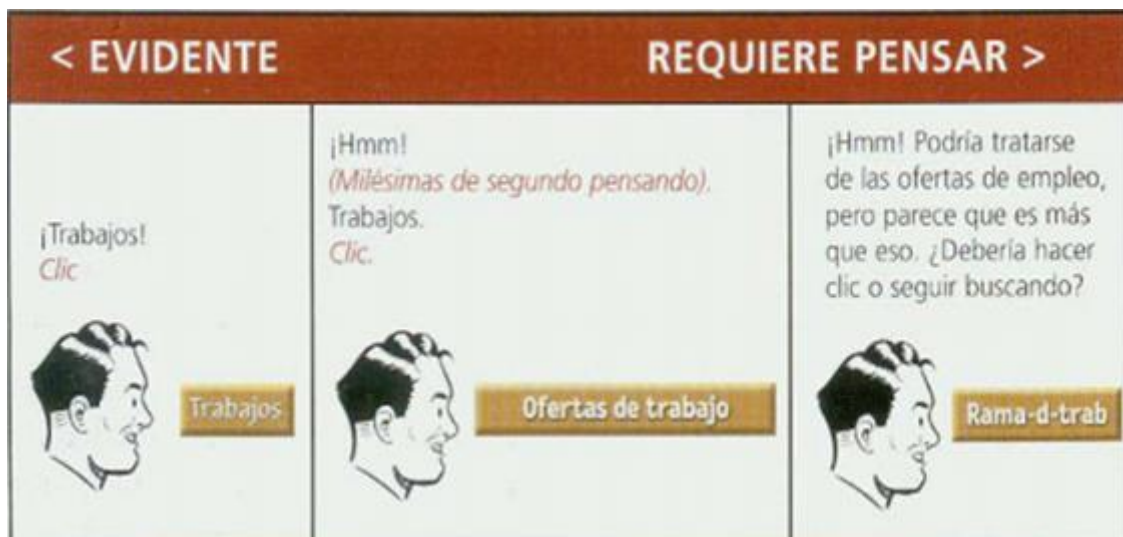 < EVIDENTE
REQUIERE PENSAR >
¡Trabajos!
Clic
Trabajos
¡Hmm!
(Milésimas de segundo pensando).
Trabajos.
Clic.
Ofertas de trabajo
¡Hmm! Podría tratarse
de las ofertas de empleo,
pero parece que es más
que eso. ¿Debería hacer
clic o seguir buscando?
Rama-d-trab